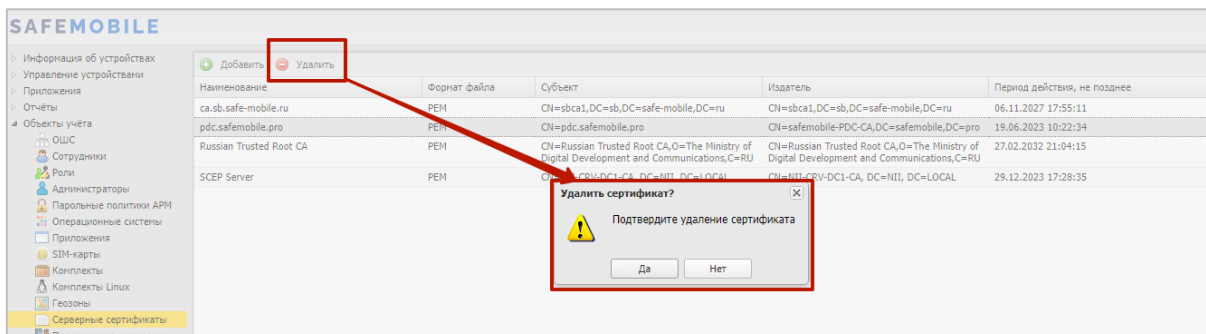 SAFEMOBILE
Информация об устройствах
Управление устройствами
Приложения
Отчёты
Объекты учёта
ОШС
Сотрудники
Роли
Администраторы
Парольные политики АРМ
Операционные системы
Приложения
SIM-карты
Комплекты
Комплекты Linux
Геозоны
Серверные сертификаты
Добавить Удалить
Наименование Формат файла Субъект Издатель Период действия, не позднее
ca.sb.safe-mobile.ru PEM CN=sbca1,DC=sb,DC=safe-mobile,DC=ru CN=sbca1,DC=sb,DC=safe-mobile,DC=ru 06.11.2027 17:55:11
pdc.safemobile.pro PEM CN=pdc.safemobile.pro CN=safemobile-PDC-CA,DC=safemobile,DC=pro 19.06.2023 10:22:34
Russian Trusted Root CA PEM CN=Russian Trusted Root CA,O=The Ministry of CN=Russian Trusted Root CA,O=The Ministry of 27.02.2032 21:04:15
Digital Development and Communications,C=RU Digital Development and Communications,C=RU
SCEP Server PEM CN=NII-CRV-DC1-CA, DC=NII, DC=LOCAL CN=NII-CRV-DC1-CA, DC=NII, DC=LOCAL 29.12.2023 17:28:35
Удалить сертификат?
Подтвердите удаление сертификата
Да Нет